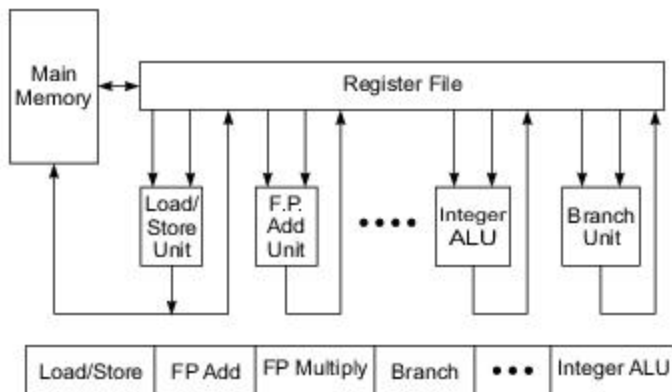 Main
Memory
Register File
Load/
Store
Unit
F.P.
Add
Unit
Integer
ALU
Branch
Unit
Load/Store FP Add FP Multiply Branch ••• Integer ALU